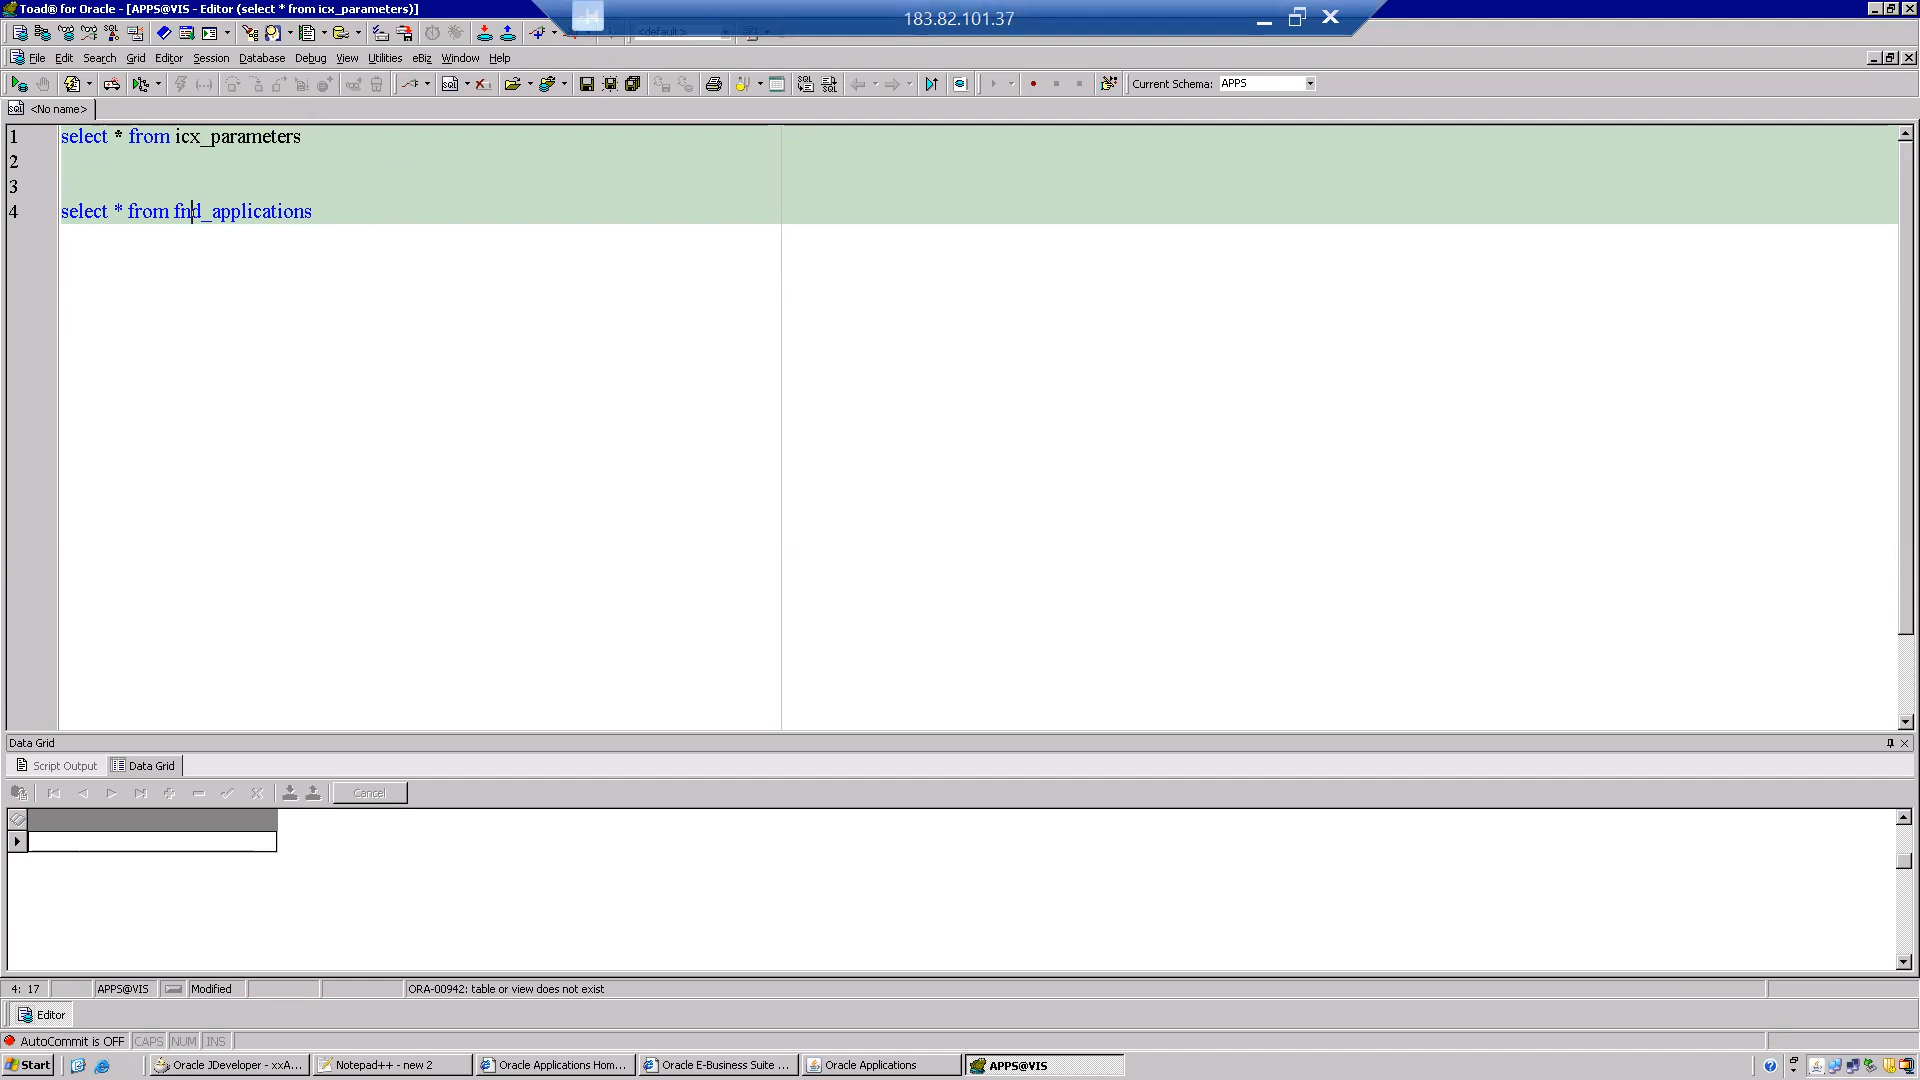 Toad® for Oracle - [APPS@VIS - Editor (select * from icx_parameters)]
183.82.101.37
<default>
File Edit Search Grid Editor Session Database Debug View Utilities eBiz Window Help
Current Schema: APPS
<No name>
1 select * from icx_parameters
2
3
4 select * from fnd_applications
Data Grid
Script Output Data Grid
Cancel
4: 17 APPS@VIS Modified ORA-00942: table or view does not exist
Editor
AutoCommit is OFF CAPS NUM INS
Start Oracle JDeveloper - xxA... Notepad++ - new 2 Oracle Applications Hom... Oracle E-Business Suite ... Oracle Applications APPS@VIS